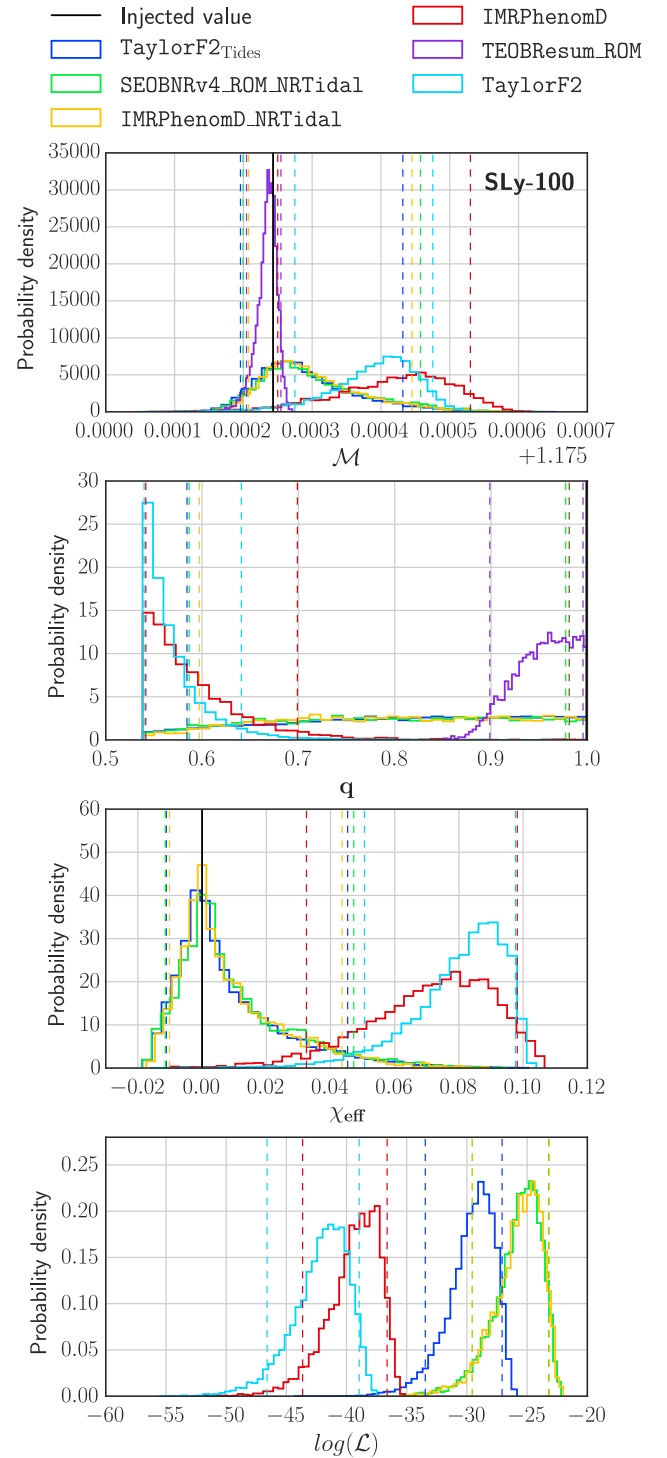 Injected value
IMRPhenomD
TaylorF2Tides
TEOBResum_ROM
SEOBNRv4_ROM_NRTidal
TaylorF2
IMRPhenomD_NRTidal
35000
30000
25000
20000
15000
10000
5000
0
Probability density
SLy-100
0.0000 0.0001 0.0002 0.0003 0.0004 0.0005 0.0006 0.0007
ℳ +1.175
30
25
20
15
10
5
0
Probability density
0.5 0.6 0.7 0.8 0.9 1.0
q
60
50
40
30
20
10
0
Probability density
−0.02 0.00 0.02 0.04 0.06 0.08 0.10 0.12
χeff
0.25
0.20
0.15
0.10
0.05
0.00
Probability density
−60 −55 −50 −45 −40 −35 −30 −25 −20
log(ℒ)